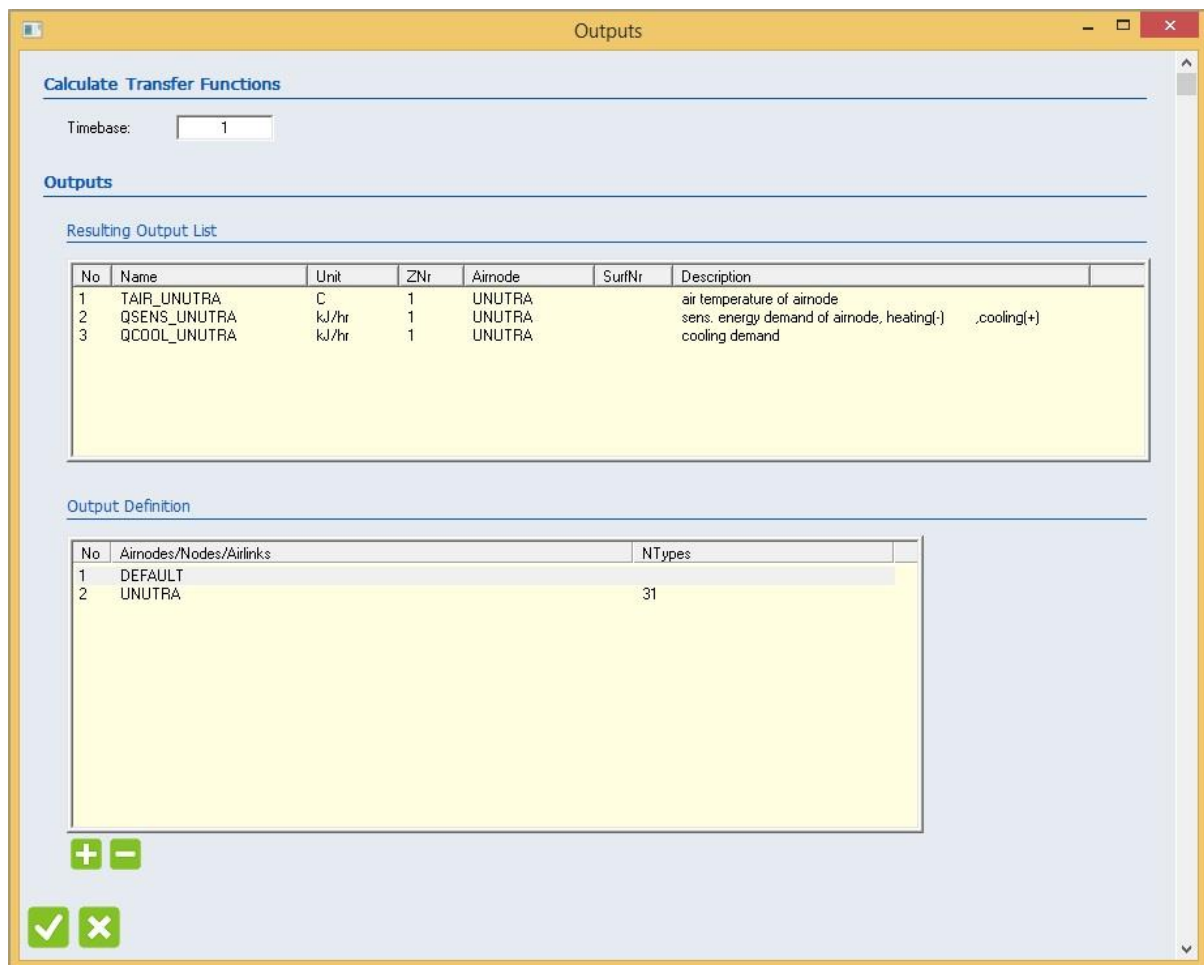 Outputs
Calculate Transfer Functions
Timebase: 1
Outputs
Resulting Output List
No Name Unit ZNr Airnode SurfNr Description
1 TAIR_UNUTRA C 1 UNUTRA air temperature of airnode
2 QSENS_UNUTRA kJ/hr 1 UNUTRA sens. energy demand of airnode, heating(-) ,cooling(+)
3 QCOOL_UNUTRA kJ/hr 1 UNUTRA cooling demand
Output Definition
No Airnodes/Nodes/Airlinks NTypes
1 DEFAULT
2 UNUTRA 31